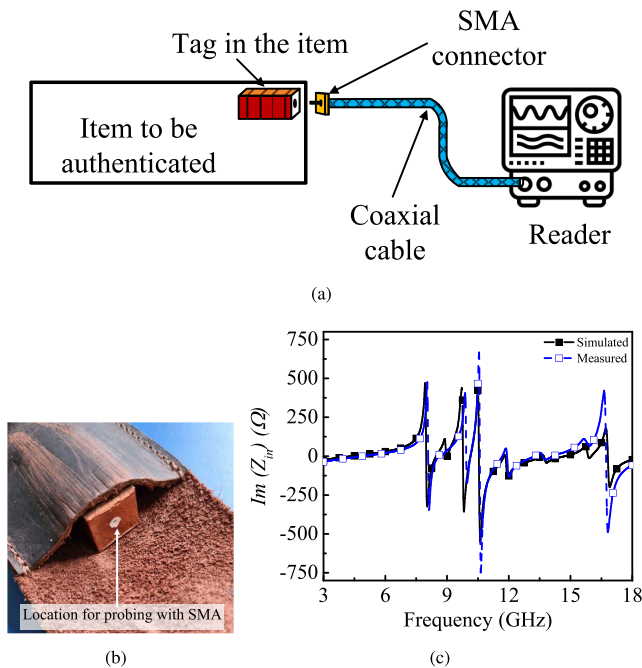 Tag in the item
SMA
connector
Item to be
authenticated
Coaxial
cable
Reader
(a)
Location for probing with SMA
(b)
Im (Z_in) (Ω)
750
500
250
0
-250
-500
-750
3
6
9
12
15
18
Frequency (GHz)
Simulated
Measured
(c)